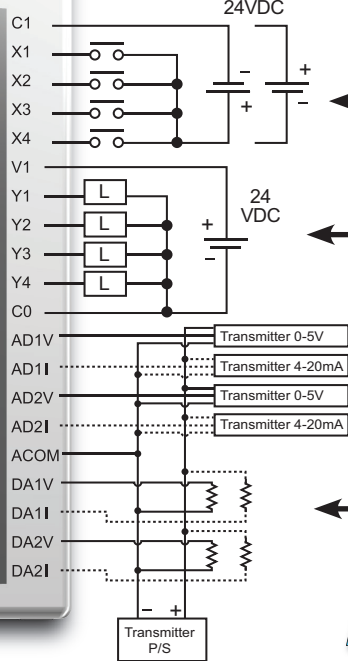 24VDC
C1
X1
X2
X3
X4
V1
Y1 L
Y2 L
Y3 L
Y4 L
C0
24
VDC
AD1V Transmitter 0-5V
AD1I Transmitter 4-20mA
AD2V Transmitter 0-5V
AD2I Transmitter 4-20mA
ACOM
DA1V
DA1I
DA2V
DA2I
Transmitter
P/S